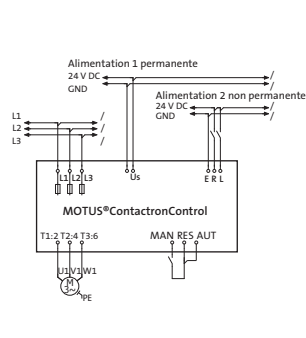 Alimentation 1 permanente
24 V DC
GND
Alimentation 2 non permanente
24 V DC
GND
L1
L2
L3
L1 L2 L3
Us
E R L
MOTUS®ContactronControl
T1:2 T2:4 T3:6
MAN RES AUT
U1 V1 W1
M
3~
PE